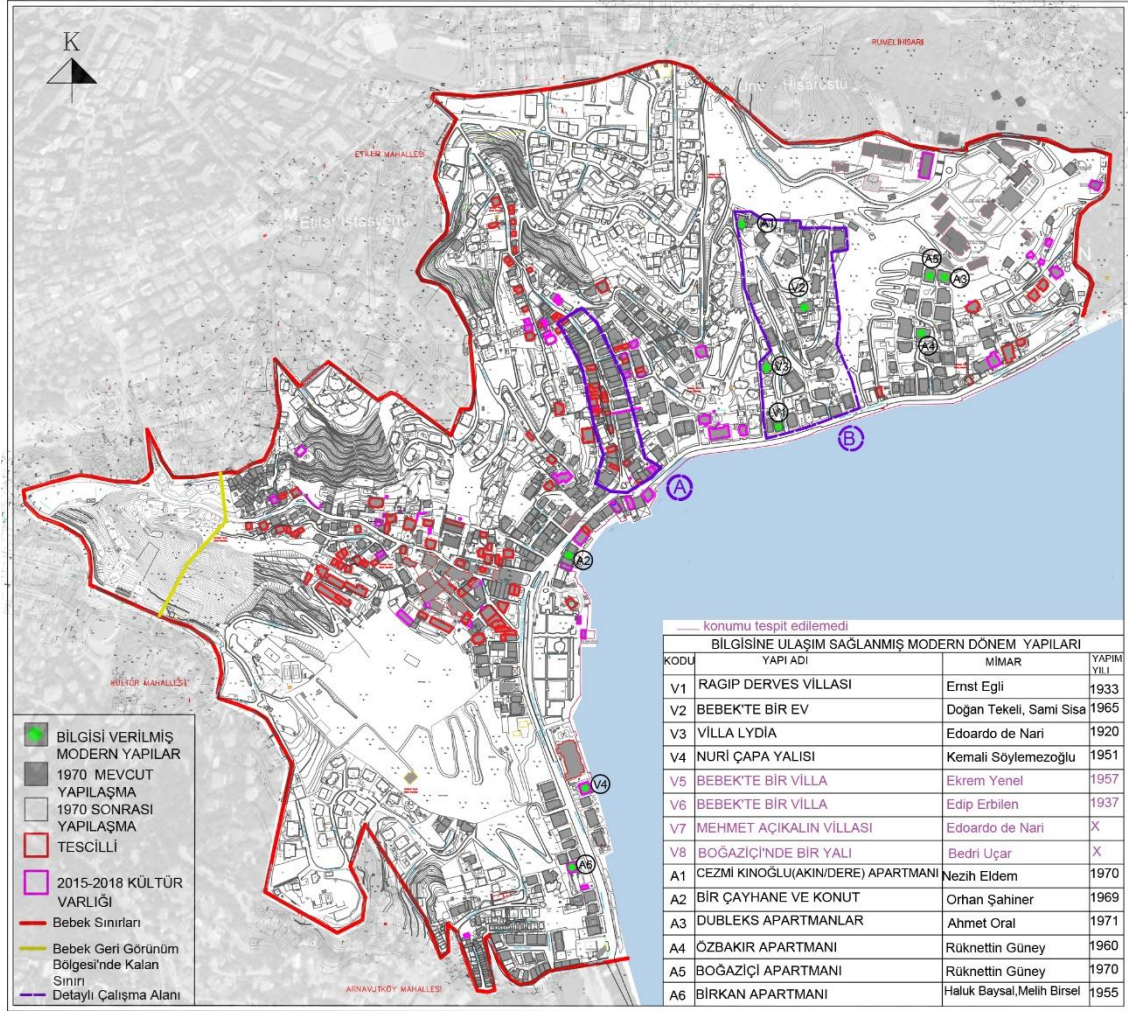 K
RUMELİHİSARI
ETİLER MAHALLESİ
A1
A5
A3
V2
A4
V3
V1
B
A
A2
konumu tespit edilemedi
BİLGİSİNE ULAŞIM SAĞLANMIŞ MODERN DÖNEM YAPILARI
KODU YAPI ADI MİMAR YAPIM YILI
V1 RAGIP DERVES VİLLASI Ernst Egli 1933
V2 BEBEK'TE BİR EV Doğan Tekeli, Sami Sisa 1965
V3 VİLLA LYDİA Edoardo de Nari 1920
V4 NURİ ÇAPA YALISI Kemali Söylemezoğlu 1951
V5 BEBEK'TE BİR VİLLA Ekrem Yenel 1957
V6 BEBEK'TE BİR VİLLA Edip Erbilen 1937
V7 MEHMET AÇIKALIN VİLLASI Edoardo de Nari X
V8 BOĞAZİÇİ'NDE BİR YALI Bedri Uçar X
A1 CEZMİ KINOĞLU(AKIN/DERE) APARTMANI Nezih Eldem 1970
A2 BİR ÇAYHANE VE KONUT Orhan Şahiner 1969
A3 DUBLEKS APARTMANLAR Ahmet Oral 1971
A4 ÖZBAKIR APARTMANI Rüknettin Güney 1960
A5 BOĞAZİÇİ APARTMANI Rüknettin Güney 1970
A6 BİRKAN APARTMANI Haluk Baysal,Melih Birsel 1955
KÜLTÜR MAHALLESİ
BİLGİSİ VERİLMİŞ
MODERN YAPILAR
1970 MEVCUT
YAPILAŞMA
1970 SONRASI
YAPILAŞMA
TESCİLLİ
2015-2018 KÜLTÜR
VARLIĞI
Bebek Sınırları
Bebek Geri Görünüm
Bölgesi'nde Kalan
Sınırı
Detaylı Çalışma Alanı
V4
A6
ARNAVUTKÖY MAHALLESİ